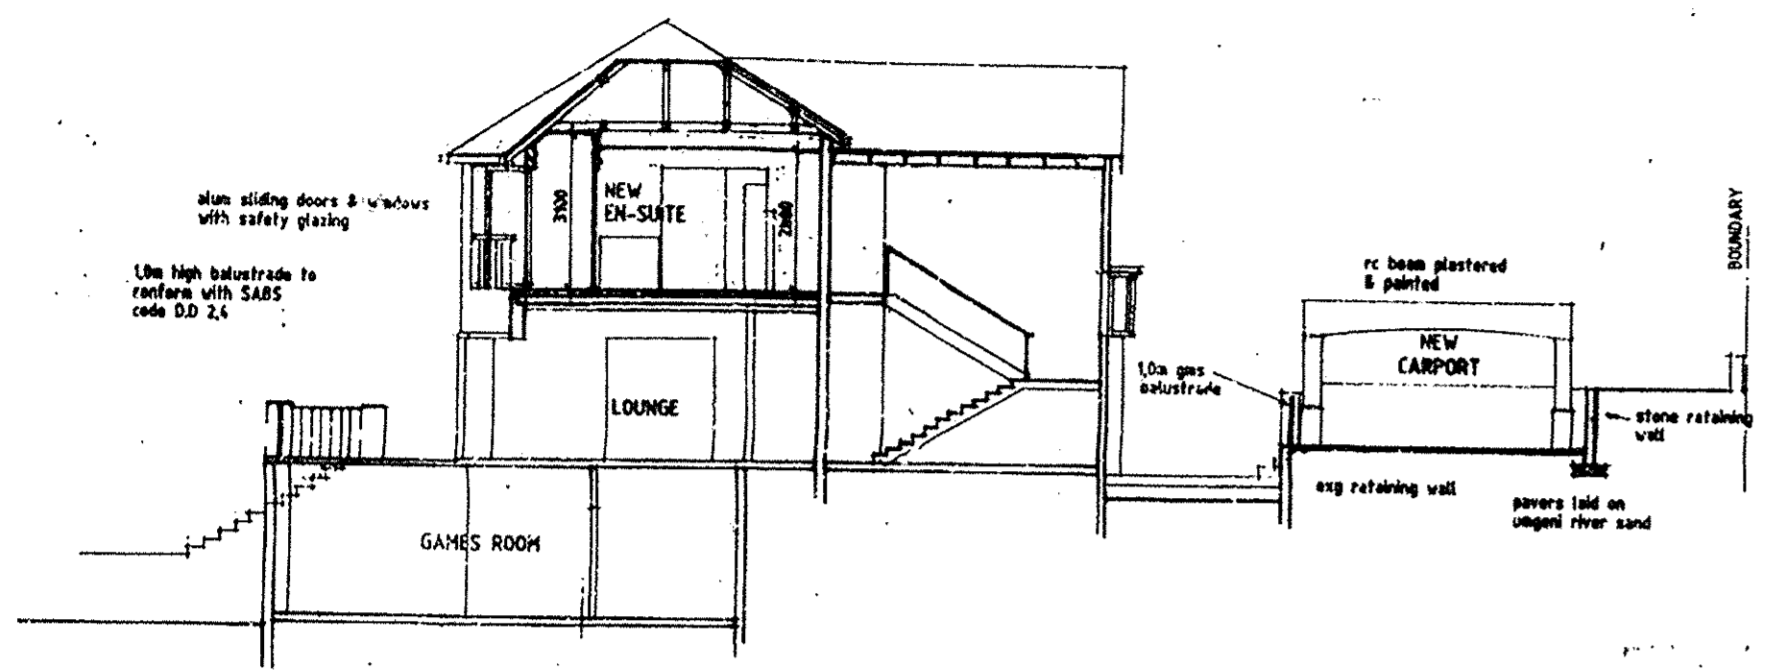 alum sliding doors & windows
with safety glazing
1,0m high balustrade to
conform with SABS
code D.D 2,4
3100
NEW
EN-SUITE
LOUNGE
GAMES ROOM
1,0m gms
balustrade
rc beam plastered
& painted
NEW
CARPORT
BOUNDARY
stone retaining
wall
exg retaining wall
pavers laid on
umgeni river sand